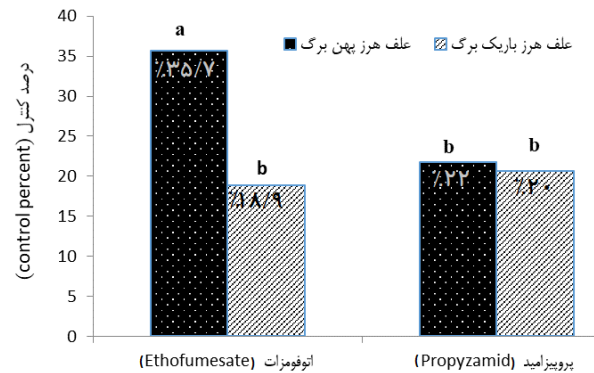 درصد کنترل (control percent)
40
35
30
25
20
15
10
5
0
علف هرز پهن برگ
علف هرز باریک برگ
a
٪۳۵/۷
b
٪۱۸/۹
b
٪۲۲
b
٪۲۰
اتوفومزات (Ethofumesate)
پروپیزامید (Propyzamid)